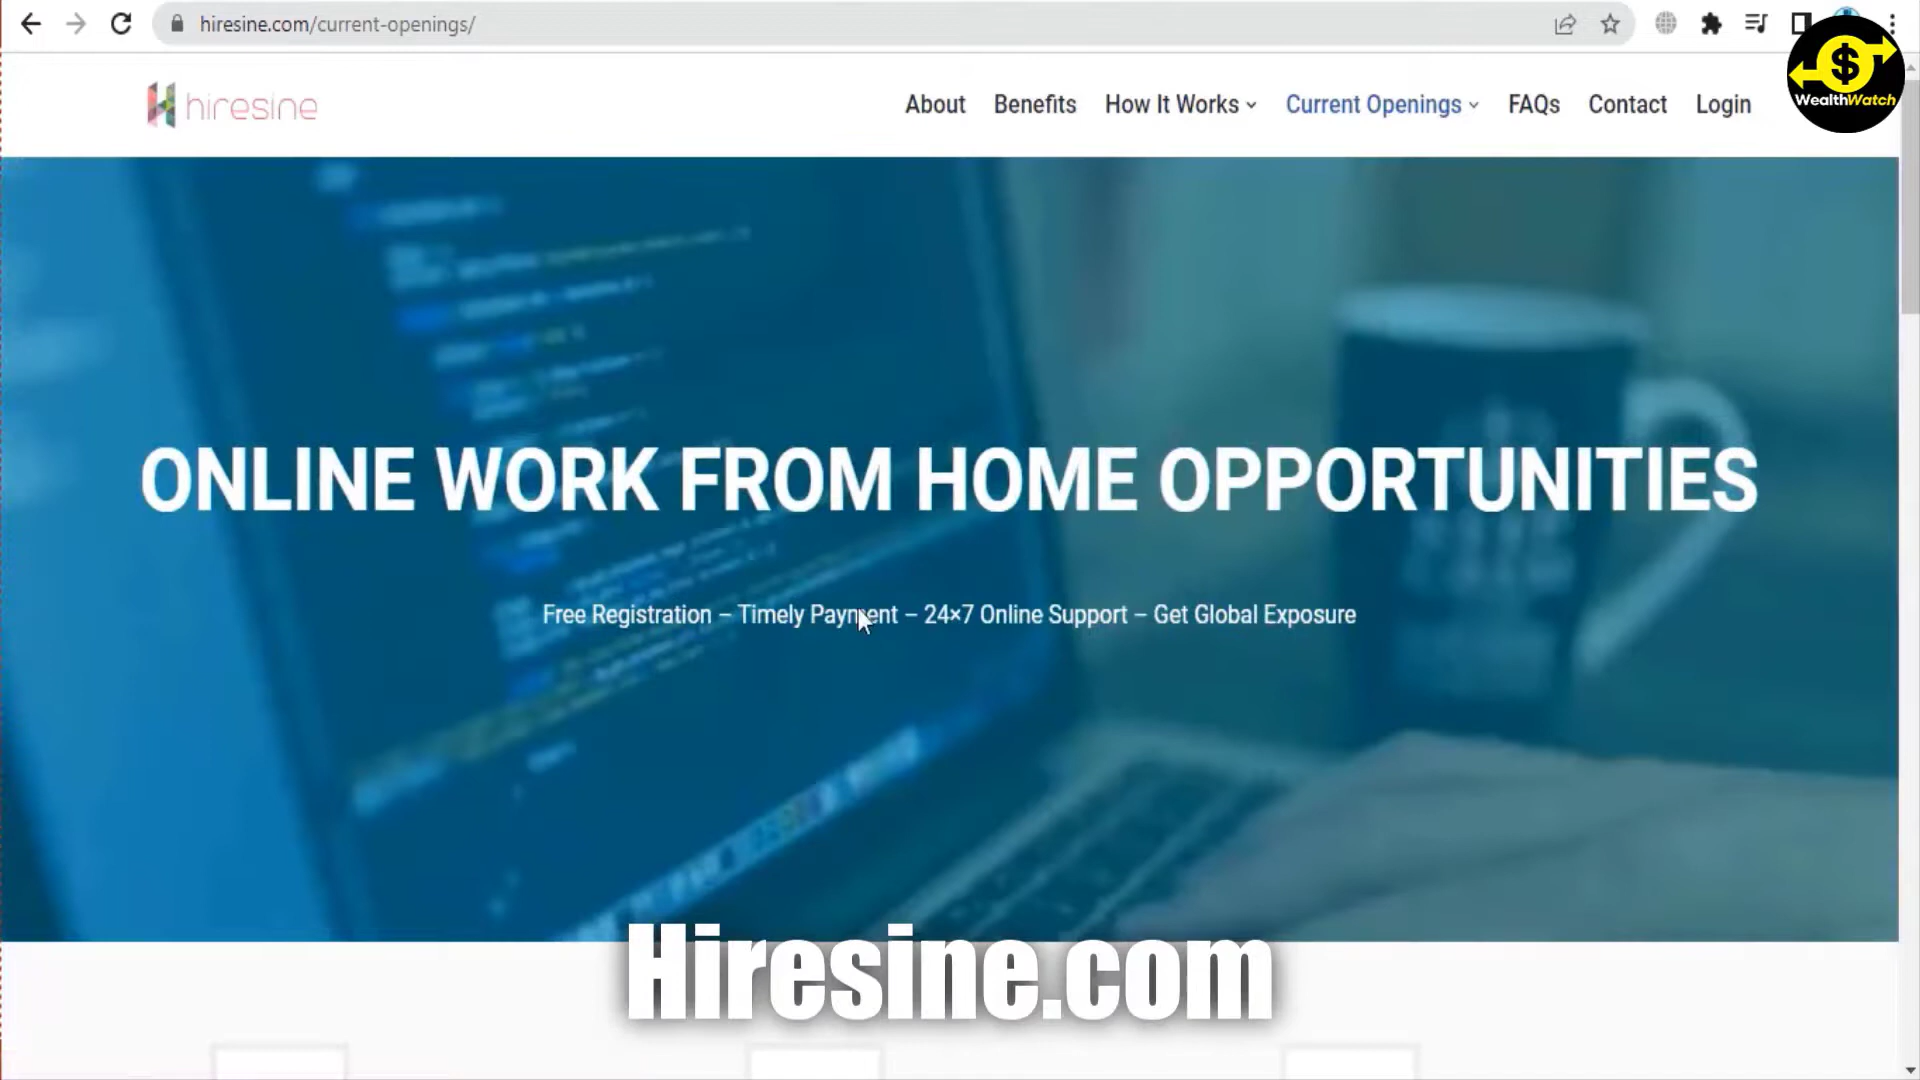 hiresine.com/current-openings/
hiresine
About Benefits How It Works Current Openings FAQs Contact Login
$
WealthWatch
ONLINE WORK FROM HOME OPPORTUNITIES
Free Registration – Timely Payment – 24×7 Online Support – Get Global Exposure
Hiresine.com